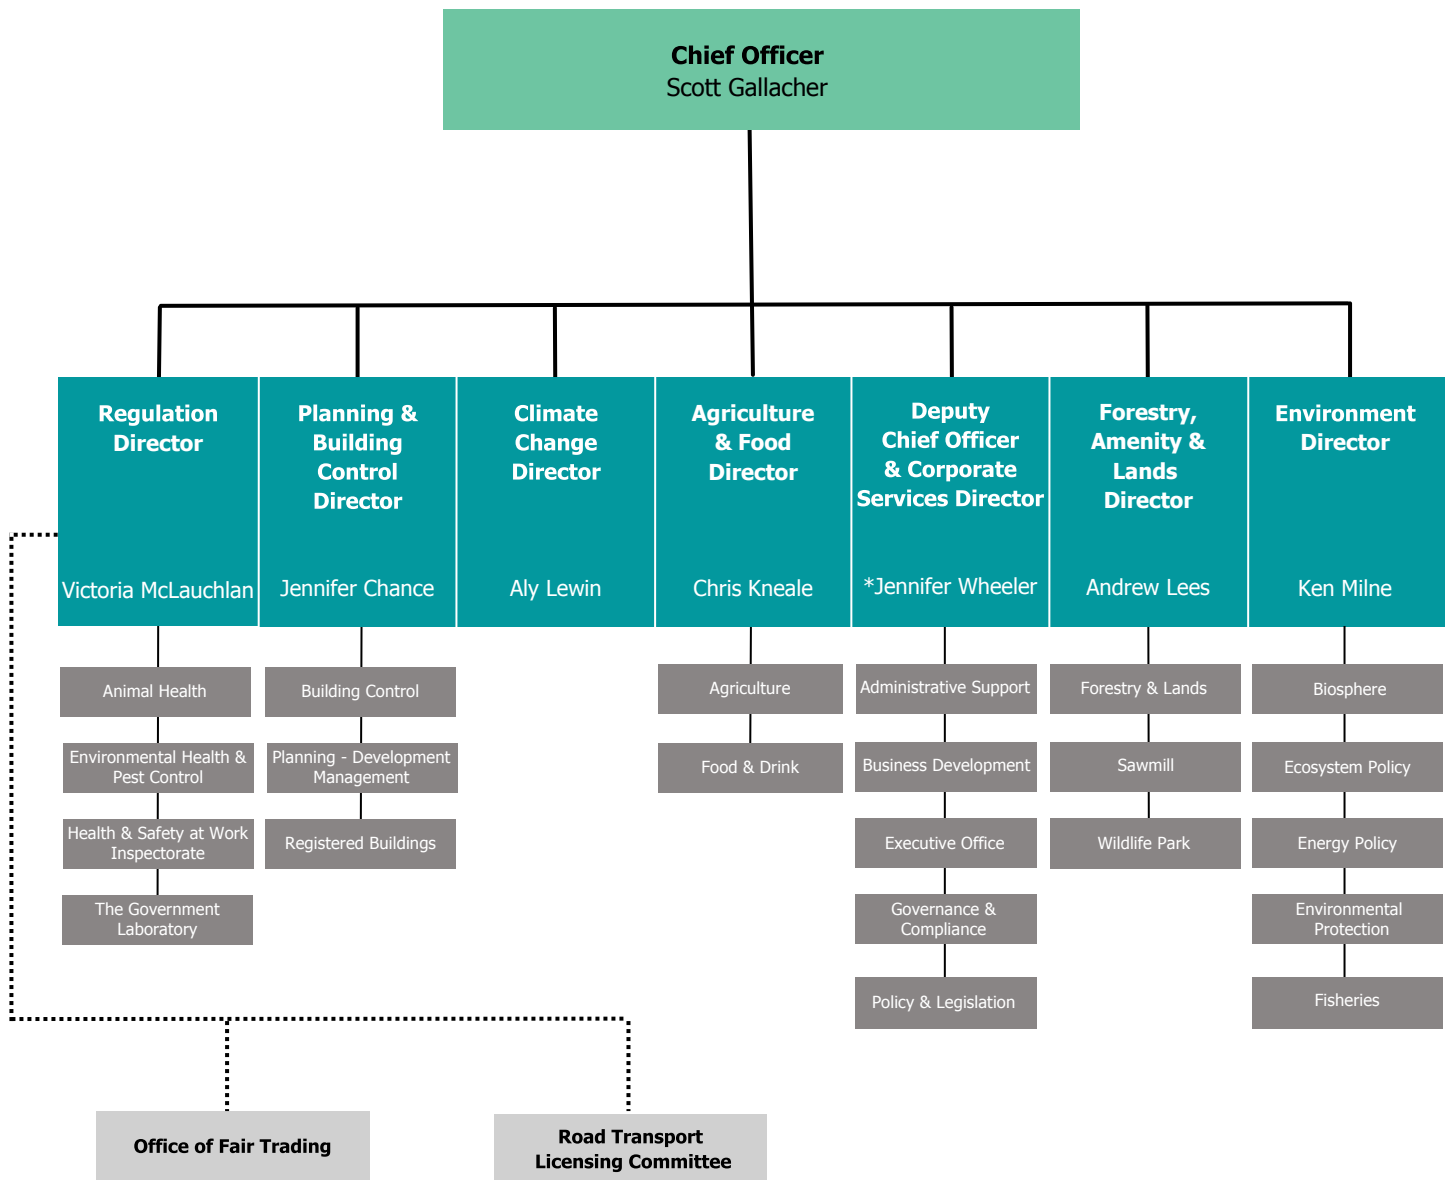 Chief Officer
Scott Gallacher
Regulation
Director
Victoria McLauchlan
Planning &
Building
Control
Director
Jennifer Chance
Climate
Change
Director
Aly Lewin
Agriculture
& Food
Director
Chris Kneale
Deputy
Chief Officer
& Corporate
Services Director
*Jennifer Wheeler
Forestry,
Amenity &
Lands
Director
Andrew Lees
Environment
Director
Ken Milne
Animal Health
Environmental Health &
Pest Control
Health & Safety at Work
Inspectorate
The Government
Laboratory
Building Control
Planning - Development
Management
Registered Buildings
Agriculture
Food & Drink
Administrative Support
Business Development
Executive Office
Governance &
Compliance
Policy & Legislation
Forestry & Lands
Sawmill
Wildlife Park
Biosphere
Ecosystem Policy
Energy Policy
Environmental
Protection
Fisheries
Office of Fair Trading
Road Transport
Licensing Committee